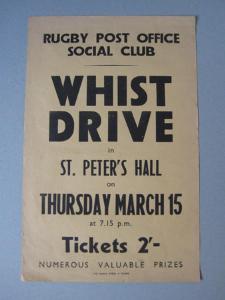 RUGBY POST OFFICE
SOCIAL CLUB
WHIST
DRIVE
in
ST. PETER'S HALL
on
THURSDAY MARCH 15
at 7.15 p.m.
Tickets 2'-
NUMEROUS VALUABLE PRIZES